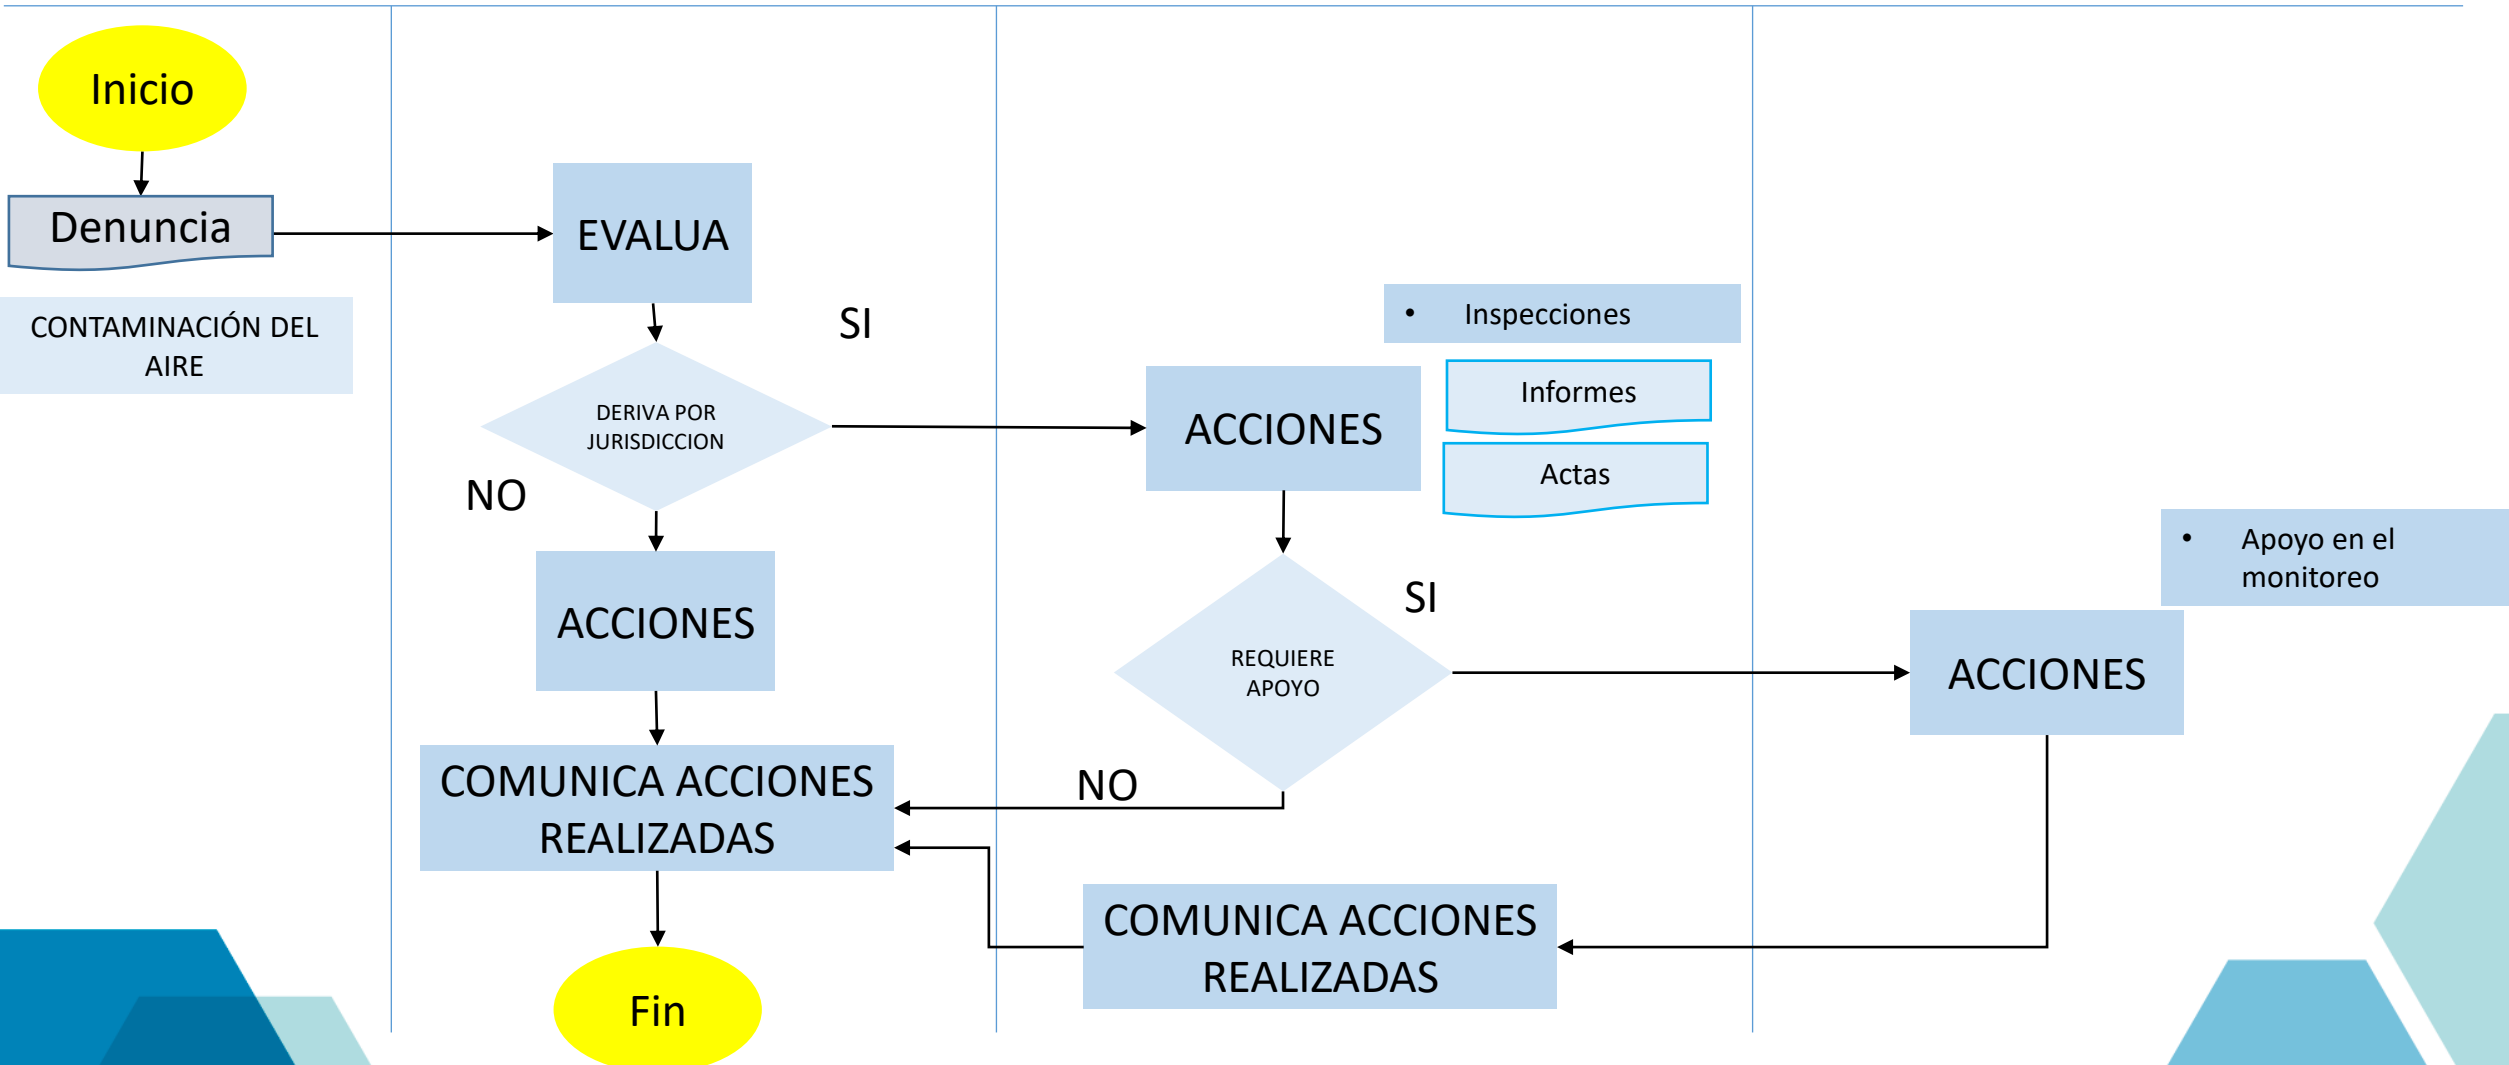 Inicio
Denuncia
CONTAMINACIÓN DEL
AIRE
EVALUA
SI
DERIVA POR
JURISDICCION
NO
ACCIONES
COMUNICA ACCIONES
REALIZADAS
Fin
• Inspecciones
Informes
Actas
ACCIONES
SI
REQUIERE
APOYO
NO
COMUNICA ACCIONES
REALIZADAS
• Apoyo en el
monitoreo
ACCIONES